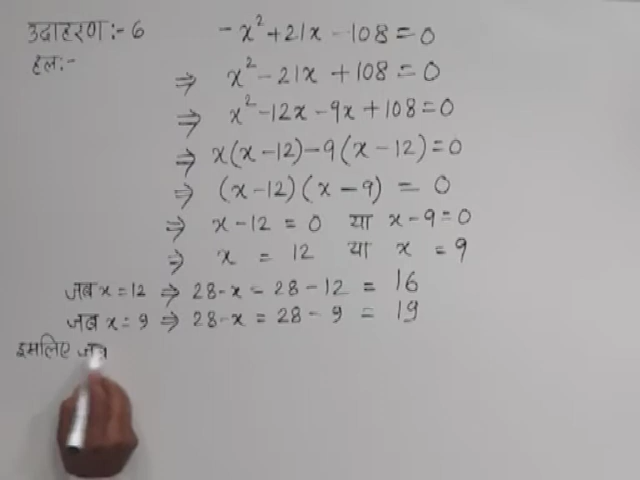 उदाहरण:- 6 -x² + 21x - 108 = 0
हल:-
⇒ x² - 21x + 108 = 0
⇒ x² - 12x - 9x + 108 = 0
⇒ x(x - 12) - 9(x - 12) = 0
⇒ (x - 12) (x - 9) = 0
⇒ x - 12 = 0 या x - 9 = 0
⇒ x = 12 या x = 9
जब x = 12 ⇒ 28 - x = 28 - 12 = 16
जब x = 9 ⇒ 28 - x = 28 - 9 = 19
इसलिए जब